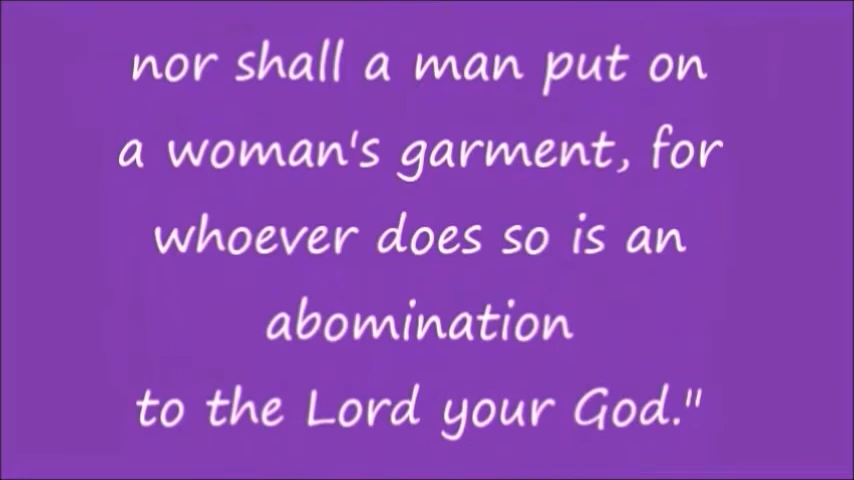 nor shall a man put on
a woman's garment, for
whoever does so is an
abomination
to the Lord your God."